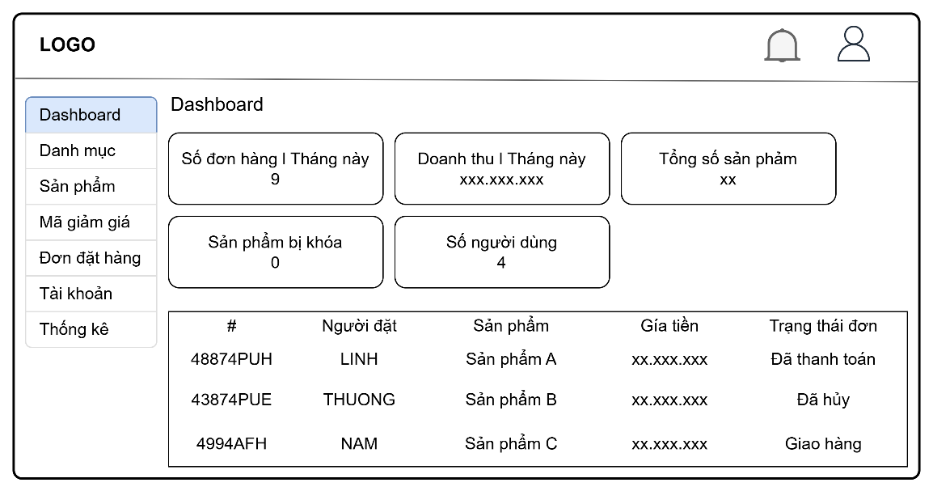 LOGO
Dashboard
Danh mục
Sản phẩm
Mã giảm giá
Đơn đặt hàng
Tài khoản
Thống kê
Dashboard
Số đơn hàng I Tháng này
9
Doanh thu I Tháng này
xxx.xxx.xxx
Tổng số sản phảm
xx
Sản phẩm bị khóa
0
Số người dùng
4
# Người đặt Sản phẩm Gía tiền Trạng thái đơn
48874PUH LINH Sản phẩm A xx.xxx.xxx Đã thanh toán
43874PUE THUONG Sản phẩm B xx.xxx.xxx Đã hủy
4994AFH NAM Sản phẩm C xx.xxx.xxx Giao hàng